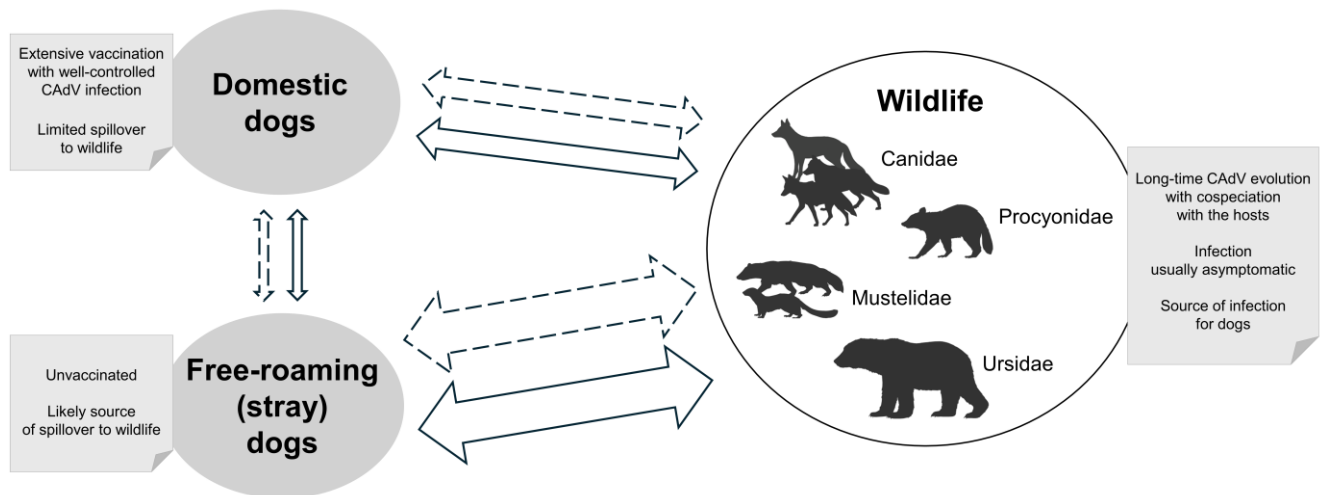 Extensive vaccination
with well-controlled
CAdV infection
Limited spillover
to wildlife
Domestic
dogs
Wildlife
Canidae
Procyonidae
Mustelidae
Ursidae
Long-time CAdV evolution
with cospeciation
with the hosts
Infection
usually asymptomatic
Source of infection
for dogs
Unvaccinated
Likely source
of spillover to wildlife
Free-roaming
(stray)
dogs